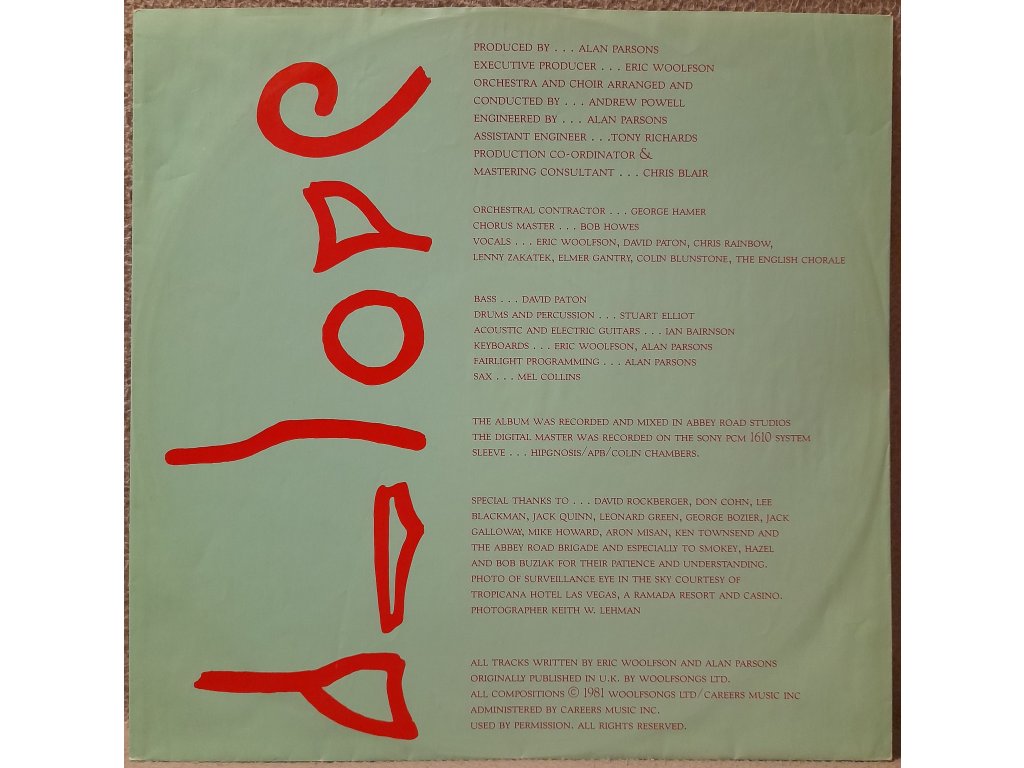 PRODUCED BY . . . ALAN PARSONS
EXECUTIVE PRODUCER . . . ERIC WOOLFSON
ORCHESTRA AND CHOIR ARRANGED AND
CONDUCTED BY . . . ANDREW POWELL
ENGINEERED BY . . . ALAN PARSONS
ASSISTANT ENGINEER . . .TONY RICHARDS
PRODUCTION CO-ORDINATOR &
MASTERING CONSULTANT . . . CHRIS BLAIR
ORCHESTRAL CONTRACTOR . . . GEORGE HAMER
CHORUS MASTER . . . BOB HOWES
VOCALS . . . ERIC WOOLFSON, DAVID PATON, CHRIS RAINBOW,
LENNY ZAKATEK, ELMER GANTRY, COLIN BLUNSTONE, THE ENGLISH CHORALE
BASS . . . DAVID PATON
DRUMS AND PERCUSSION . . . STUART ELLIOT
ACOUSTIC AND ELECTRIC GUITARS . . . IAN BAIRNSON
KEYBOARDS . . . ERIC WOOLFSON, ALAN PARSONS
FAIRLIGHT PROGRAMMING . . . ALAN PARSONS
SAX . . . MEL COLLINS
THE ALBUM WAS RECORDED AND MIXED IN ABBEY ROAD STUDIOS
THE DIGITAL MASTER WAS RECORDED ON THE SONY PCM 1610 SYSTEM
SLEEVE . . . HIPGNOSIS/APB/COLIN CHAMBERS.
SPECIAL THANKS TO . . . DAVID ROCKBERGER, DON COHN, LEE
BLACKMAN, JACK QUINN, LEONARD GREEN, GEORGE BOZIER, JACK
GALLOWAY, MIKE HOWARD, ARON MISAN, KEN TOWNSEND AND
THE ABBEY ROAD BRIGADE AND ESPECIALLY TO SMOKEY, HAZEL
AND BOB BUZIAK FOR THEIR PATIENCE AND UNDERSTANDING.
PHOTO OF SURVEILLANCE EYE IN THE SKY COURTESY OF
TROPICANA HOTEL LAS VEGAS, A RAMADA RESORT AND CASINO.
PHOTOGRAPHER KEITH W. LEHMAN
ALL TRACKS WRITTEN BY ERIC WOOLFSON AND ALAN PARSONS
ORIGINALLY PUBLISHED IN U.K. BY WOOLFSONGS LTD.
ALL COMPOSITIONS © 1981 WOOLFSONGS LTD/CAREERS MUSIC INC
ADMINISTERED BY CAREERS MUSIC INC.
USED BY PERMISSION. ALL RIGHTS RESERVED.